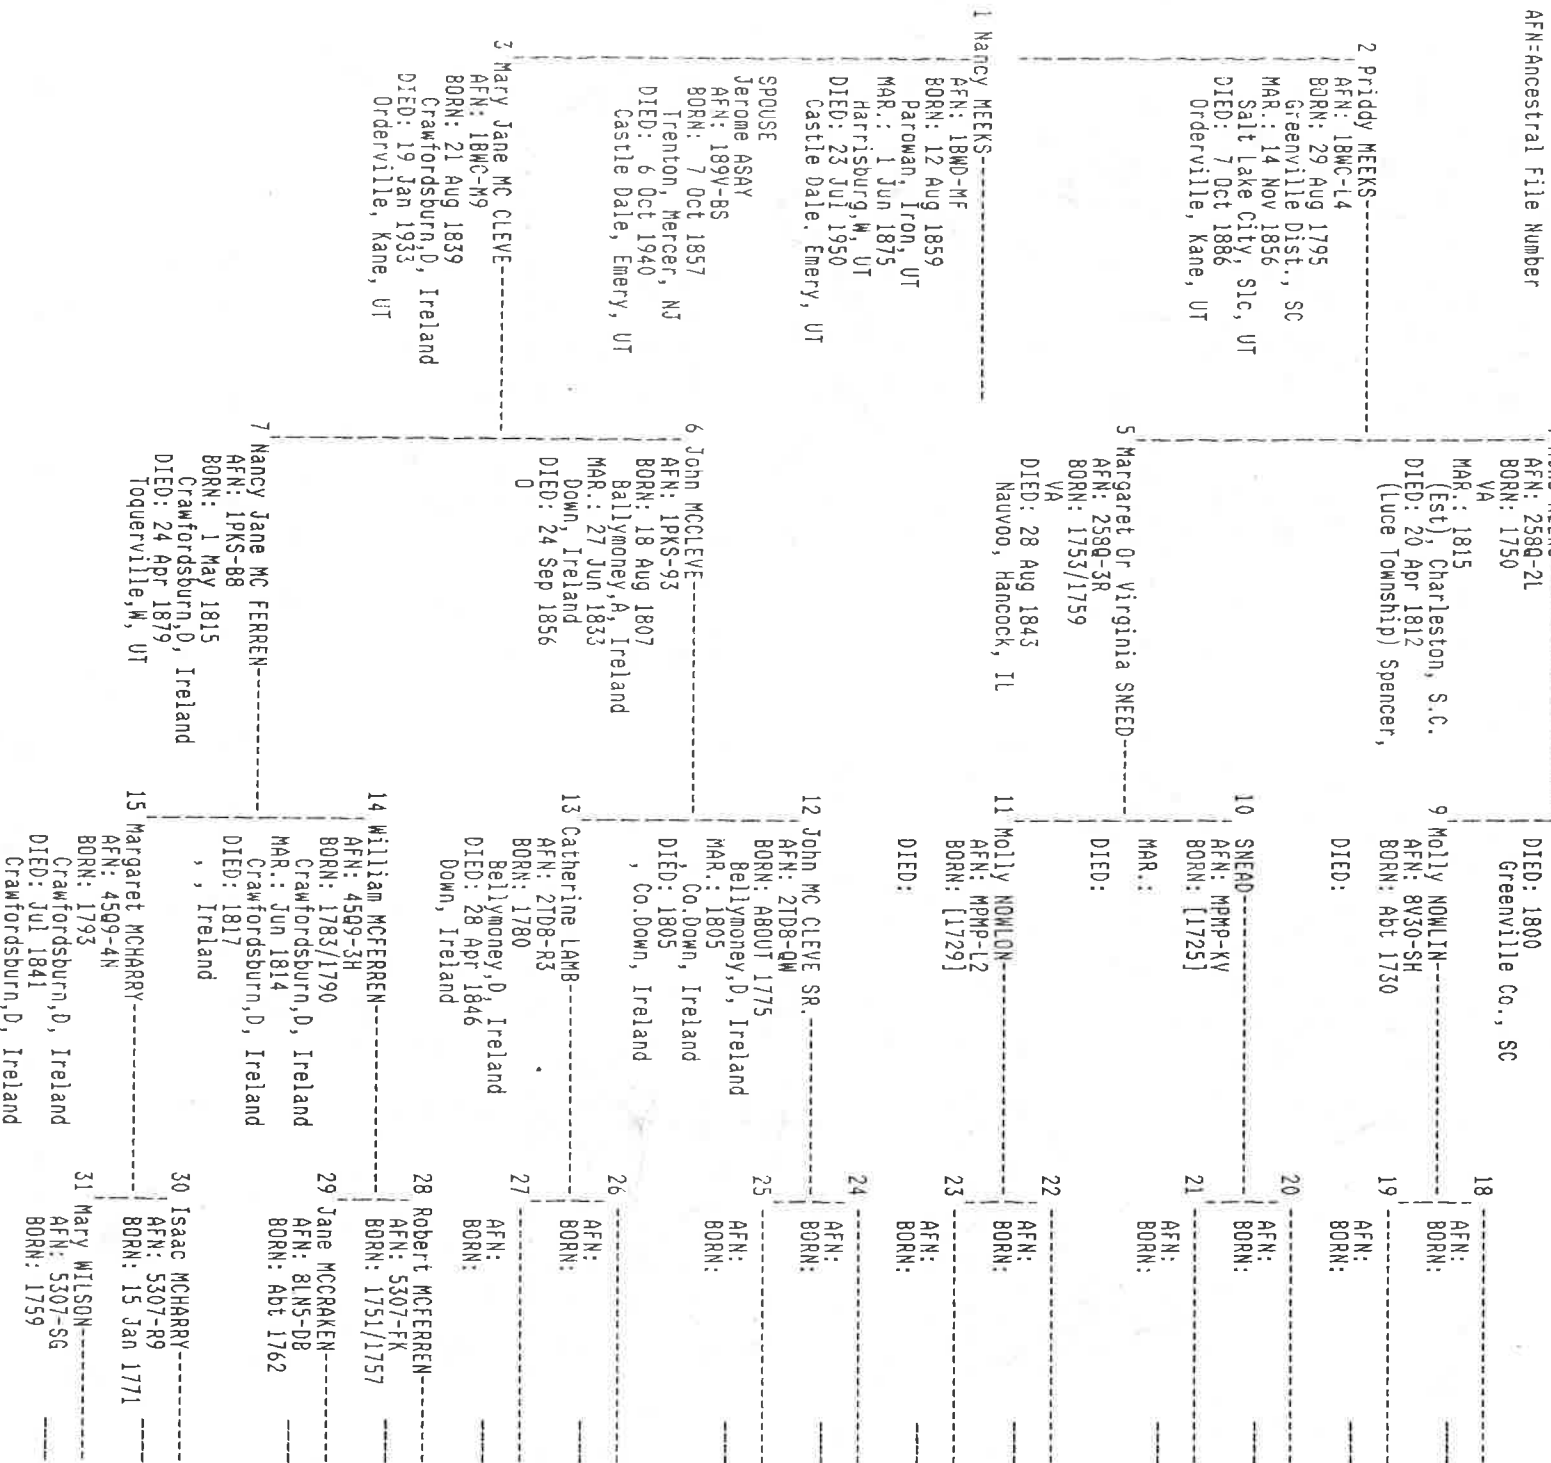 AFN=Ancestral File Number
AFN: 258Q-2L
BORN: 1750
VA
MAR.: 1815
(Est), Charleston, S.C.
DIED: 20 Apr 1812
(Luce Township) Spencer,
DIED: 1800
Greenville Co., SC
2 Priddy MEEKS
AFN: 1BWC-L4
BORN: 29 Aug 1795
Greenville Dist., SC
MAR.: 14 Nov 1856
Salt Lake City, Slc, UT
DIED: 7 Oct 1886
Orderville, Kane, UT
9 Molly NOWLIN
AFN: 8V30-SH
BORN: Abt 1730
DIED:
18
AFN:
BORN:
19
AFN:
BORN:
5 Margaret Or Virginia SNEED
AFN: 258Q-3R
BORN: 1753/1759
VA
DIED: 28 Aug 1843
Nauvoo, Hancock, IL
10 SNEAD
AFN: MPMP-KV
BORN: [1725]
MAR.:
DIED:
20
AFN:
BORN:
21
AFN:
BORN:
11 Molly NOWLON
AFN: MPMP-L2
BORN: [1729]
DIED:
22
AFN:
BORN:
23
AFN:
BORN:
1 Nancy MEEKS
AFN: 1BWD-MF
BORN: 12 Aug 1859
Parowan, Iron, UT
MAR.: 1 Jun 1875
Harrisburg,W, UT
DIED: 23 Jul 1950
Castle Dale, Emery, UT
SPOUSE
Jerome ASAY
AFN: 189V-BS
BORN: 7 Oct 1857
Trenton, Mercer, NJ
DIED: 6 Oct 1940
Castle Dale, Emery, UT
6 John MCCLEVE
AFN: 1PKS-93
BORN: 18 Aug 1807
Ballymoney,A, Ireland
MAR.: 27 Jun 1833
Down, Ireland
DIED: 24 Sep 1856
O
12 John MC CLEVE SR.
AFN: 2TD8-QW
BORN: ABOUT 1775
Bellymoney,D, Ireland
MAR.: 1805
, Co.Down, Ireland
DIED: 1805
, Co.Down, Ireland
24
AFN:
BORN:
25
AFN:
BORN:
13 Catherine LAMB
AFN: 2TD8-R3
BORN: 1780
Bellymoney,D, Ireland
DIED: 28 Apr 1846
Down, Ireland
26
AFN:
BORN:
27
AFN:
BORN:
3 Mary Jane MC CLEVE
AFN: 1BWC-M9
BORN: 21 Aug 1839
Crawfordsburn,D, Ireland
DIED: 19 Jan 1933
Orderville, Kane, UT
7 Nancy Jane MC FERREN
AFN: 1PKS-B8
BORN: 1 May 1815
Crawfordsburn,D, Ireland
DIED: 24 Apr 1879
Toquerville,W, UT
14 William MCFERREN
AFN: 45Q9-3H
BORN: 1783/1790
Crawfordsburn,D, Ireland
MAR.: Jun 1814
Crawfordsburn,D, Ireland
DIED: 1817
, , Ireland
28 Robert MCFERREN
AFN: 5307-FK
BORN: 1751/1757
29 Jane MCCRAKEN
AFN: 8LN5-DB
BORN: Abt 1762
15 Margaret MCHARRY
AFN: 45Q9-4N
BORN: 1793
Crawfordsburn,D, Ireland
DIED: Jul 1841
Crawfordsburn,D, Ireland
30 Isaac MCHARRY
AFN: 5307-R9
BORN: 15 Jan 1771
31 Mary WILSON
AFN: 5307-SG
BORN: 1759